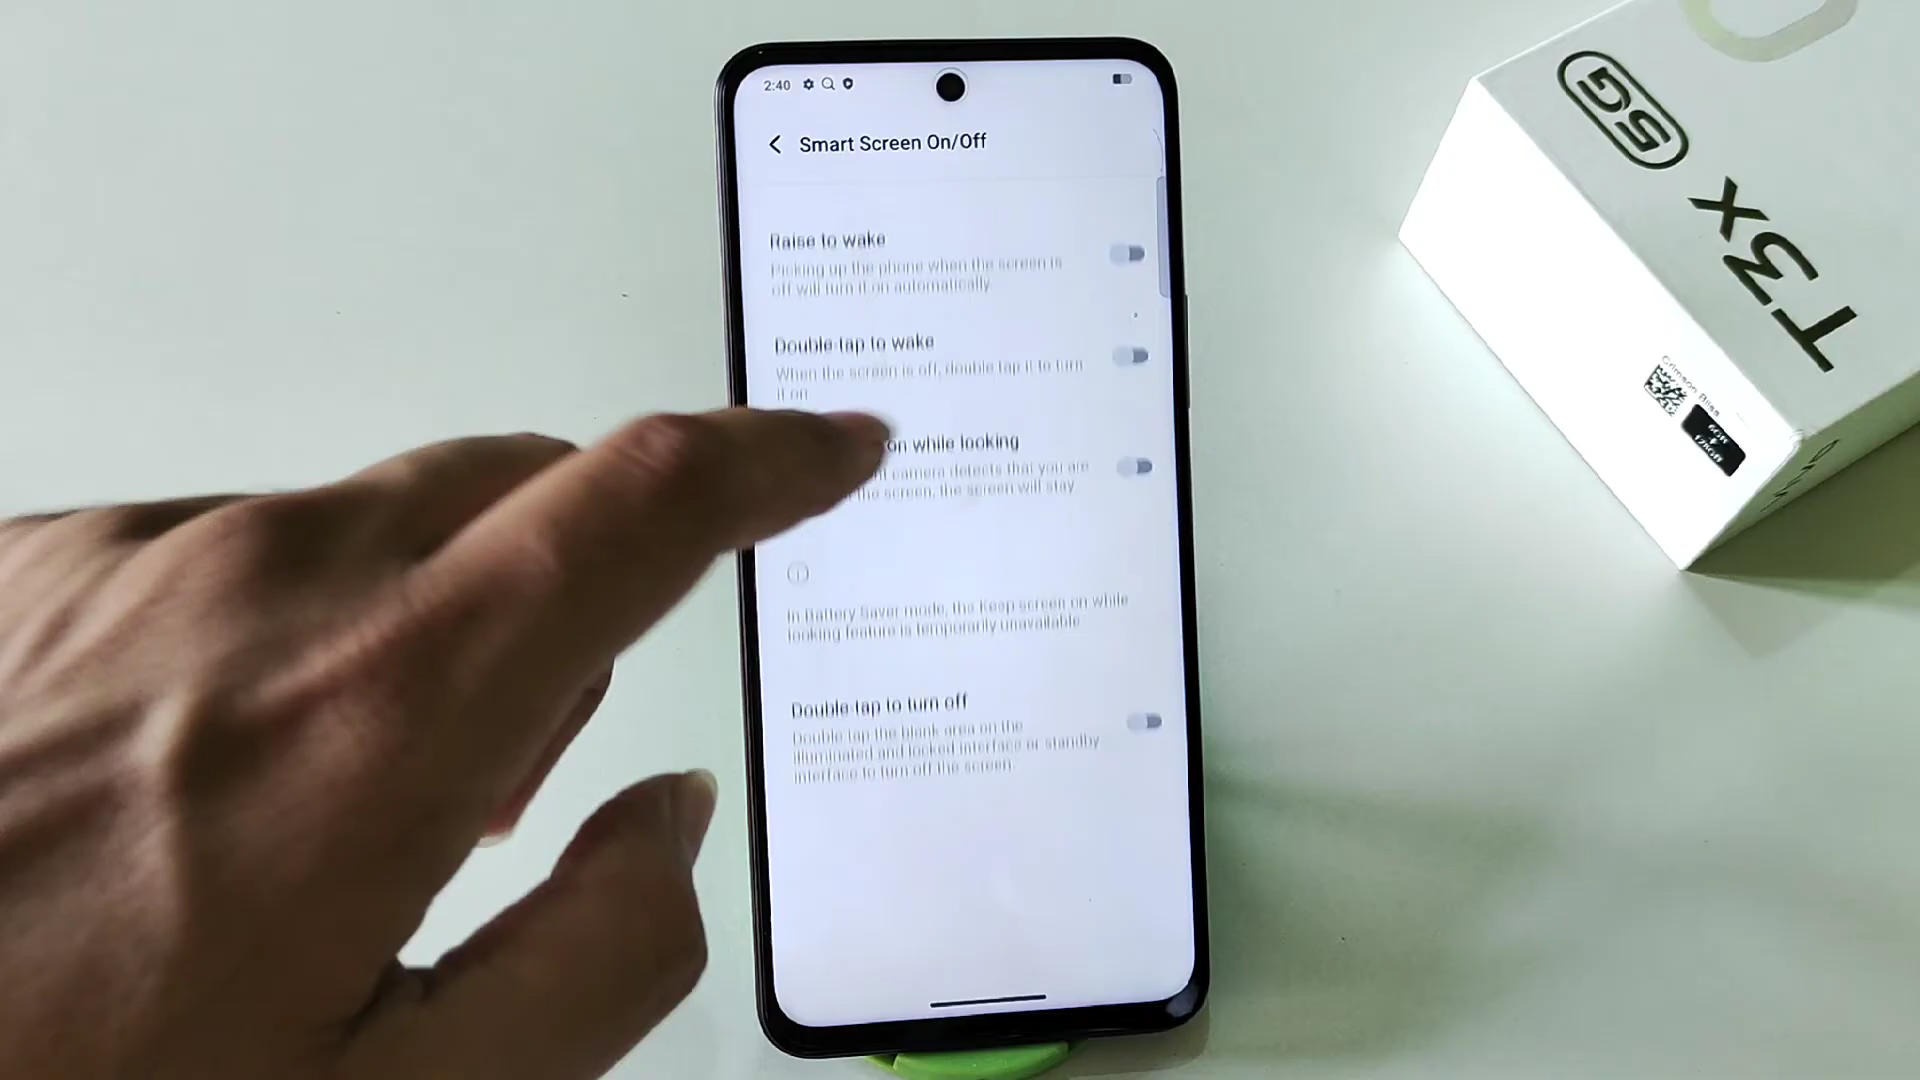 2:40
Smart Screen On/Off
Raise to wake
Picking up the phone when the screen is
off will turn it on automatically.
Double-tap to wake
When the screen is off, double tap it to turn
it on
on while looking
camera detects that you are
the screen, the screen will stay
In Battery Saver mode, the Keep screen on while
looking feature is temporarily unavailable
Double-tap to turn off
Double tap the blank area on the
illuminated and locked interface or standby
interface to turn off the screen.
5G
T3x
Crimson Bliss
6GB
+
128GB